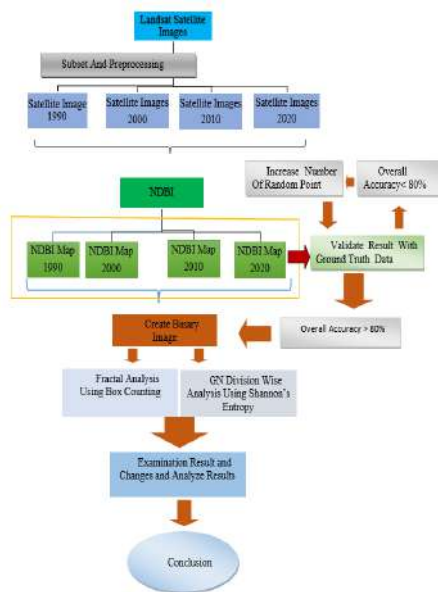 Landsat Satellite
Images
Subset And Preprocessing
Satellite Image
1990
Satellite Images
2000
Satellite Images
2010
Satellite Images
2020
Increase Number
Of Random Point
Overall
Accuracy< 80%
NDBI
NDBI Map
1990
NDBI Map
2000
NDBI Map
2010
NDBI Map
2020
Validate Result With
Ground Truth Data
Create Binary
Image
Overall Accuracy > 80%
Fractal Analysis
Using Box Counting
GN Division Wise
Analysis Using Shannon's
Entropy
Examination Result and
Changes and Analyze Results
Conclusion